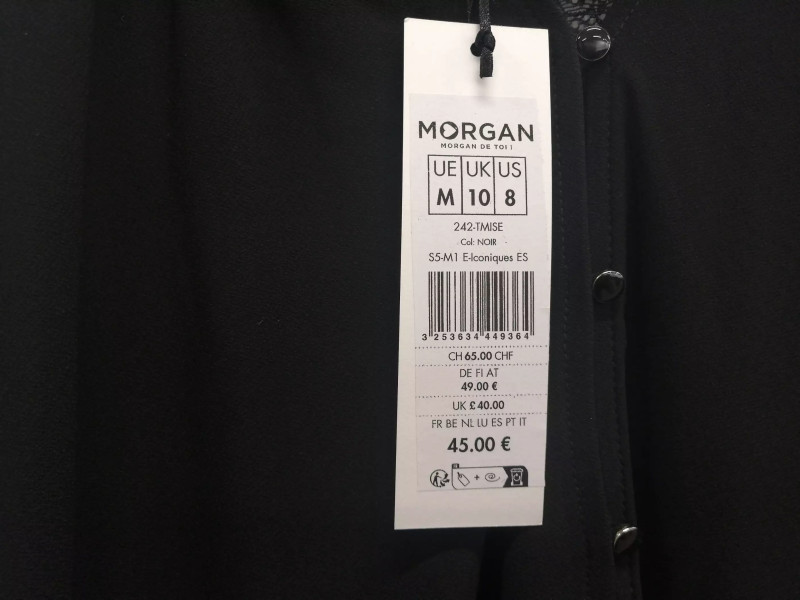 MORGAN
MORGAN DE TOI !
UE UK US
M 10 8
242-TMISE
Col: NOIR
S5-M1 E-Iconiques ES
3 253634 449364
CH 65.00 CHF
DE FI AT
49.00 €
UK £ 40.00
FR BE NL LU ES PT IT
45.00 €